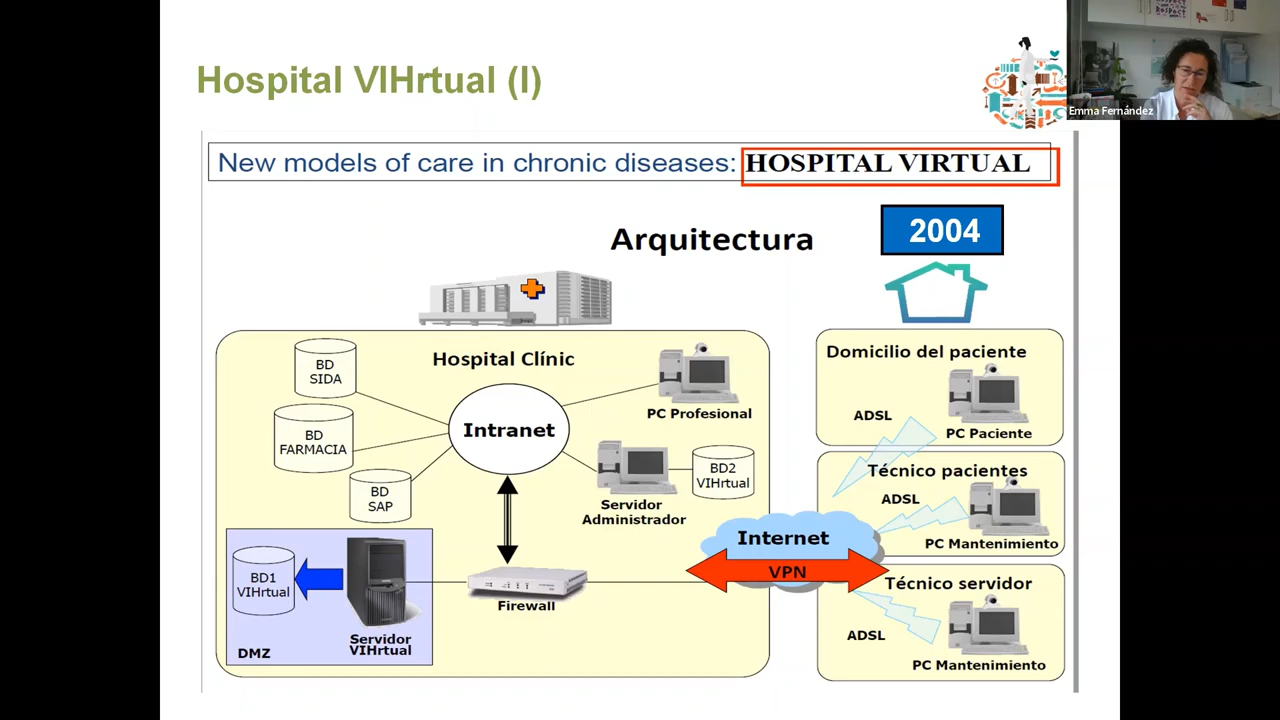 Hospital VIHrtual (I)
Emma Fernández
New models of care in chronic diseases: HOSPITAL VIRTUAL
Arquitectura
2004
Hospital Clínic
BD
SIDA
BD
FARMACIA
BD
SAP
Intranet
PC Profesional
Servidor
Administrador
BD2
VIHrtual
BD1
VIHrtual
DMZ
Servidor
VIHrtual
Firewall
Internet
VPN
Domicilio del paciente
ADSL
PC Paciente
Técnico pacientes
ADSL
PC Mantenimiento
Técnico servidor
ADSL
PC Mantenimiento